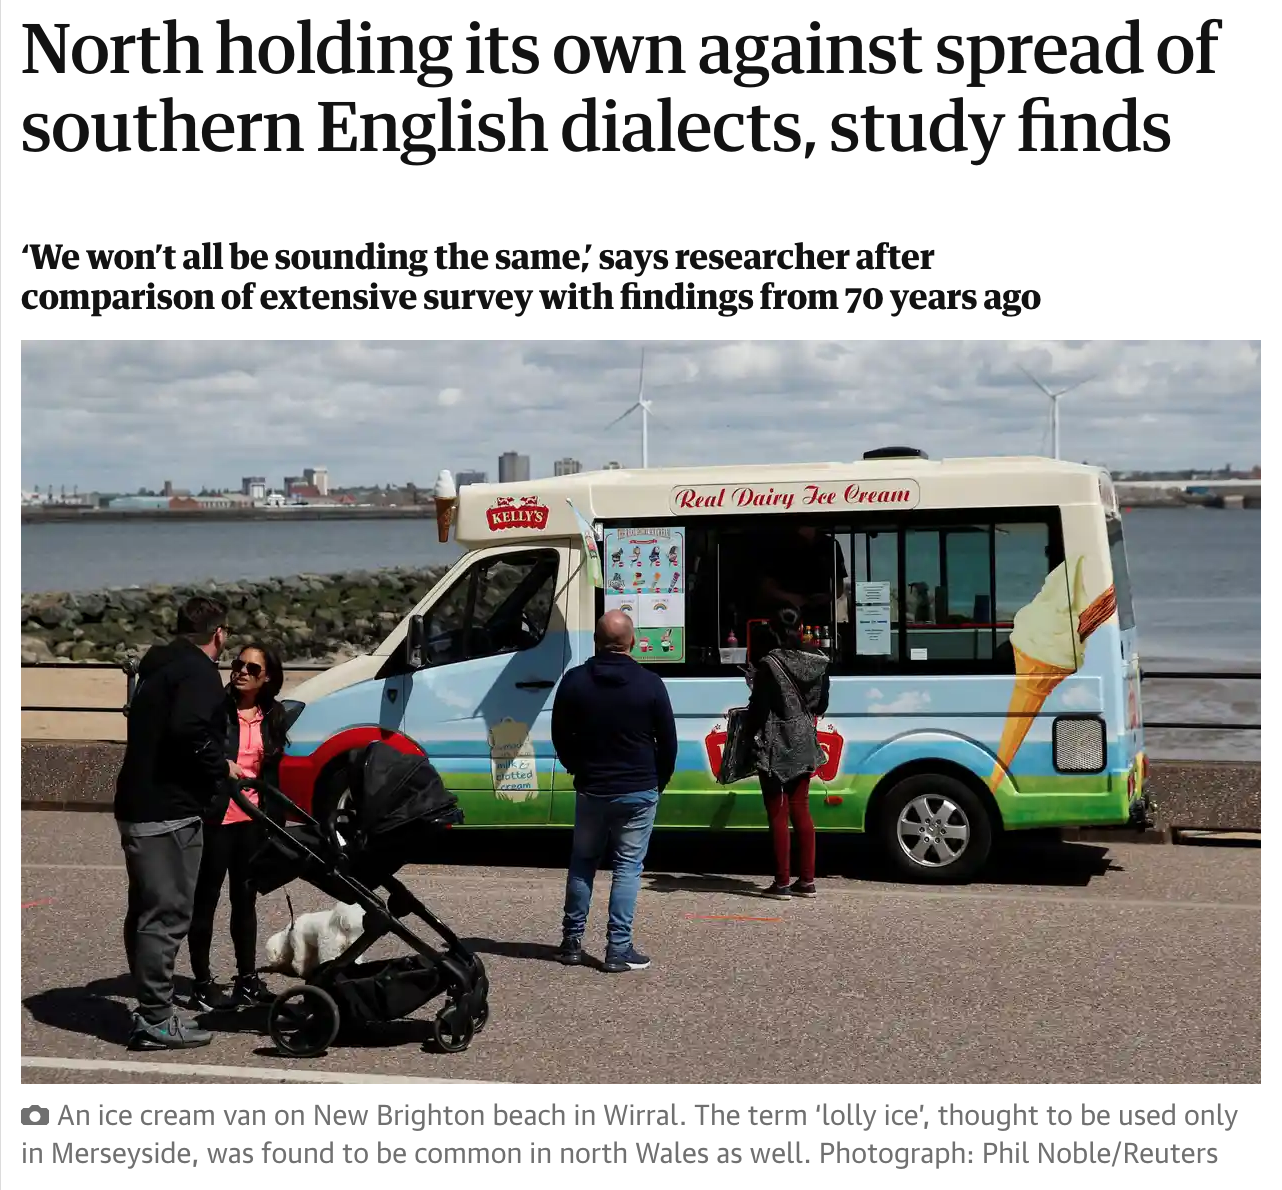 North holding its own against spread of
southern English dialects, study finds
‘We won’t all be sounding the same,’ says researcher after
comparison of extensive survey with findings from 70 years ago
Real Dairy Ice Cream
KELLY'S
milk &
clotted
cream
An ice cream van on New Brighton beach in Wirral. The term ‘lolly ice’, thought to be used only
in Merseyside, was found to be common in north Wales as well. Photograph: Phil Noble/Reuters